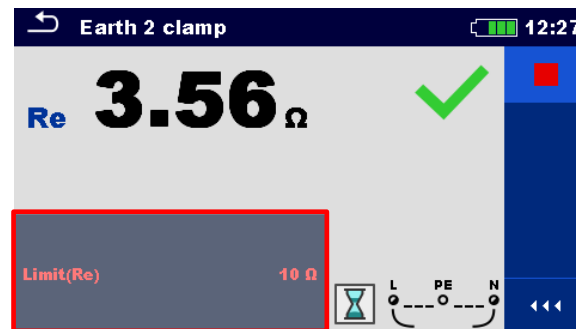 Earth 2 clamp 12:27
Re 3.56 Ω
Limit(Re) 10 Ω
L PE N